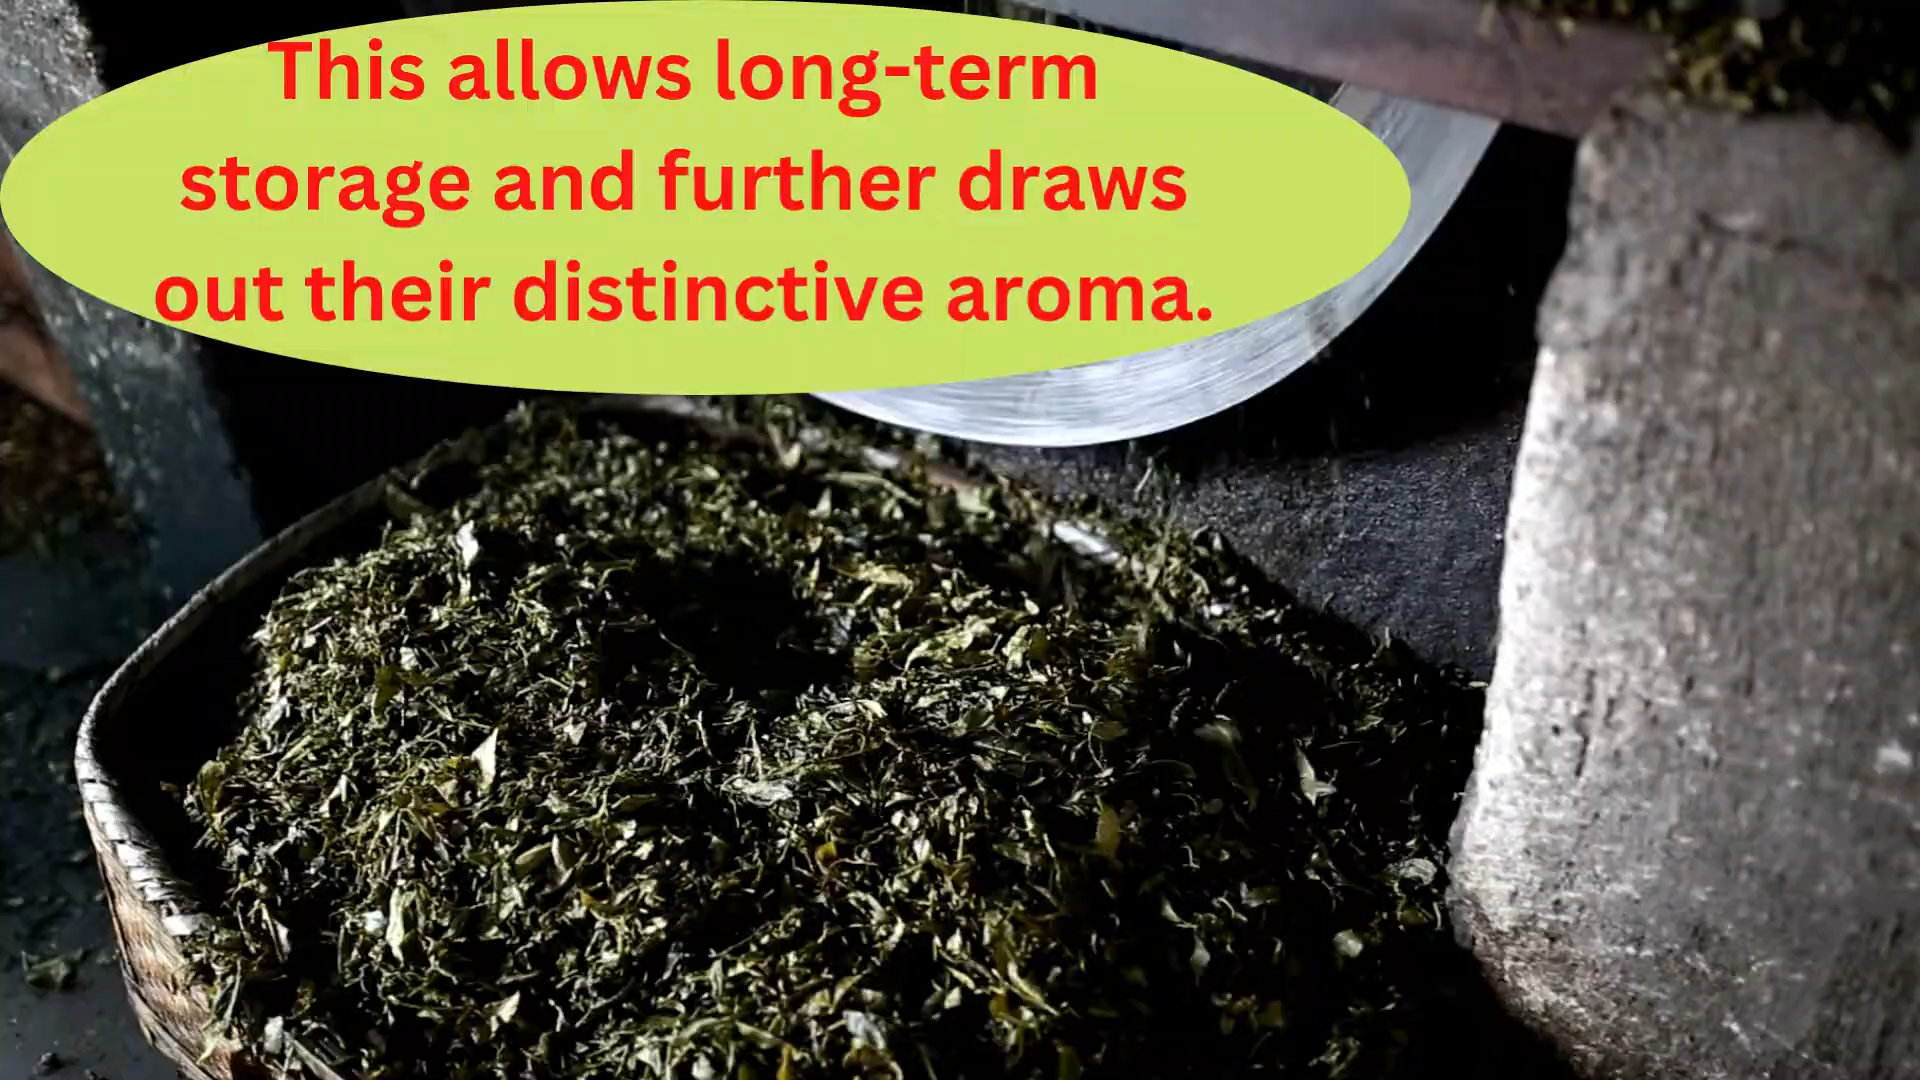 This allows long-term
storage and further draws
out their distinctive aroma.